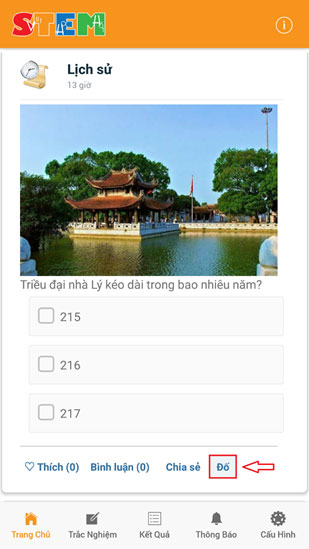 STEM
Lịch sử
13 giờ
Triều đại nhà Lý kéo dài trong bao nhiêu năm?
215
216
217
Thích (0) Bình luận (0) Chia sẻ Đố
Trang Chủ Trắc Nghiệm Kết Quả Thông Báo Cấu Hình